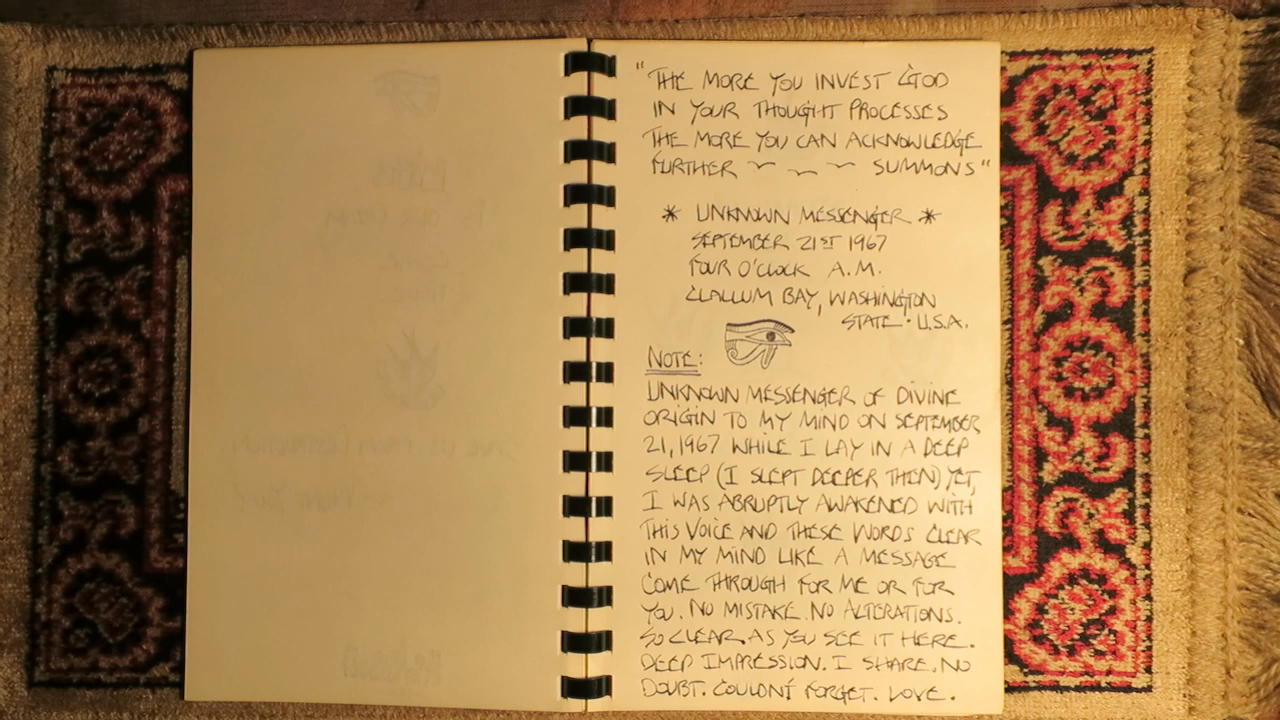 "THE MORE YOU INVEST GOD
IN YOUR THOUGHT PROCESSES
THE MORE YOU CAN ACKNOWLEDGE
FURTHER ~ ~ ~ SUMMONS"
* UNKNOWN MESSENGER *
SEPTEMBER 21ST 1967
FOUR O'CLOCK A.M.
CLALLUM BAY, WASHINGTON
STATE · U.S.A.
NOTE:
UNKNOWN MESSENGER OF DIVINE
ORIGIN TO MY MIND ON SEPTEMBER
21, 1967 WHILE I LAY IN A DEEP
SLEEP (I SLEPT DEEPER THEN) YET,
I WAS ABRUPTLY AWAKENED WITH
THIS VOICE AND THESE WORDS CLEAR
IN MY MIND LIKE A MESSAGE
COME THROUGH FOR ME OR FOR
YOU. NO MISTAKE. NO ALTERATIONS.
SO CLEAR. AS YOU SEE IT HERE.
DEEP IMPRESSION. I SHARE. NO
DOUBT. COULDN'T FORGET. LOVE.